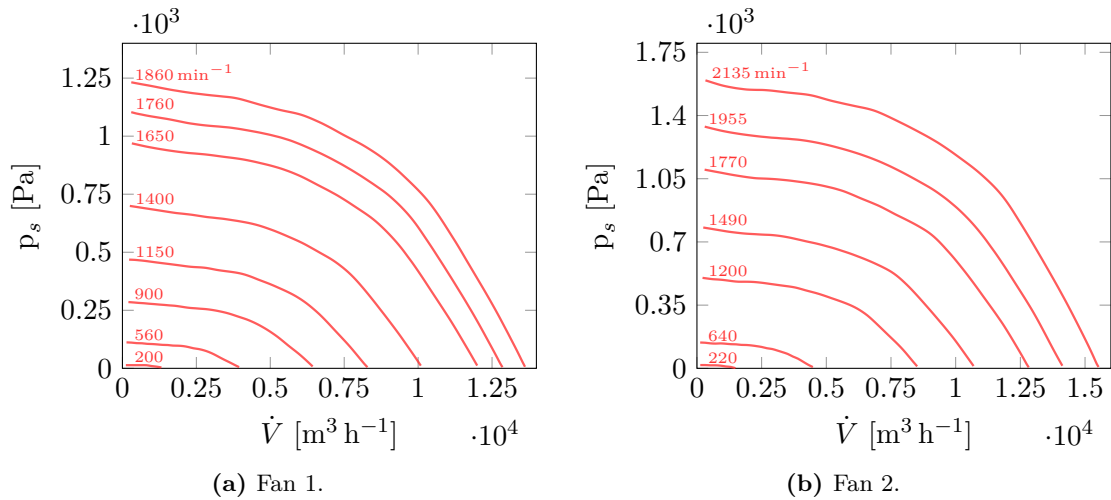 ·10³
1.25
1
0.75
0.5
0.25
0
p_s [Pa]
1860 min⁻¹
1760
1650
1400
1150
900
560
200
0 0.25 0.5 0.75 1 1.25
V̇ [m³ h⁻¹] ·10⁴
(a) Fan 1.
·10³
1.75
1.4
1.05
0.7
0.35
0
p_s [Pa]
2135 min⁻¹
1955
1770
1490
1200
640
220
0 0.25 0.5 0.75 1 1.25 1.5
V̇ [m³ h⁻¹] ·10⁴
(b) Fan 2.